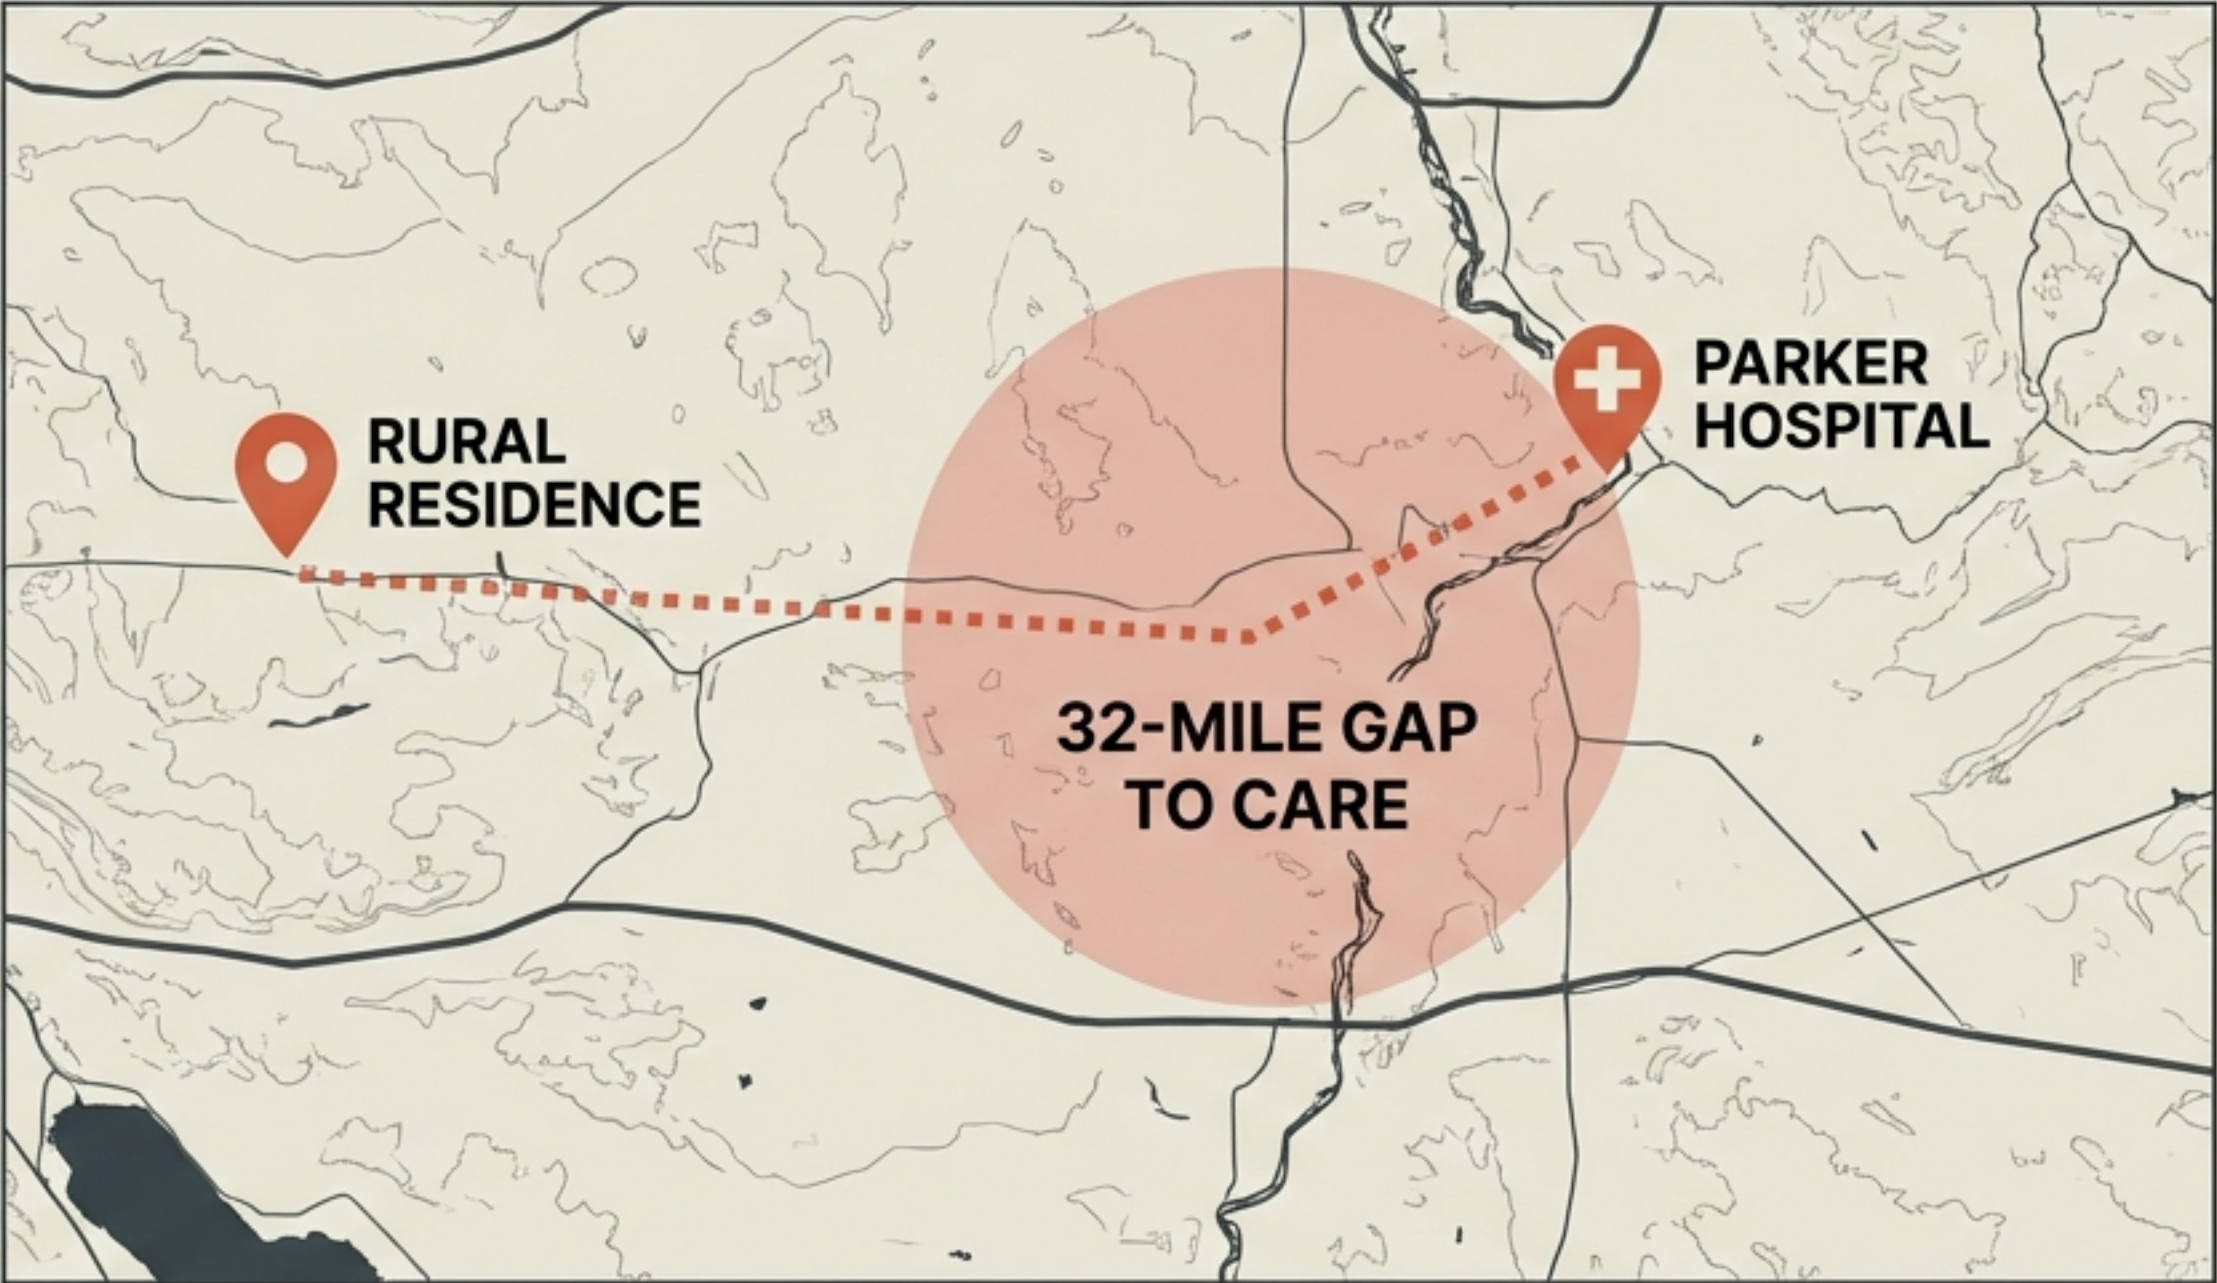 RURAL
RESIDENCE
PARKER
HOSPITAL
32-MILE GAP
TO CARE